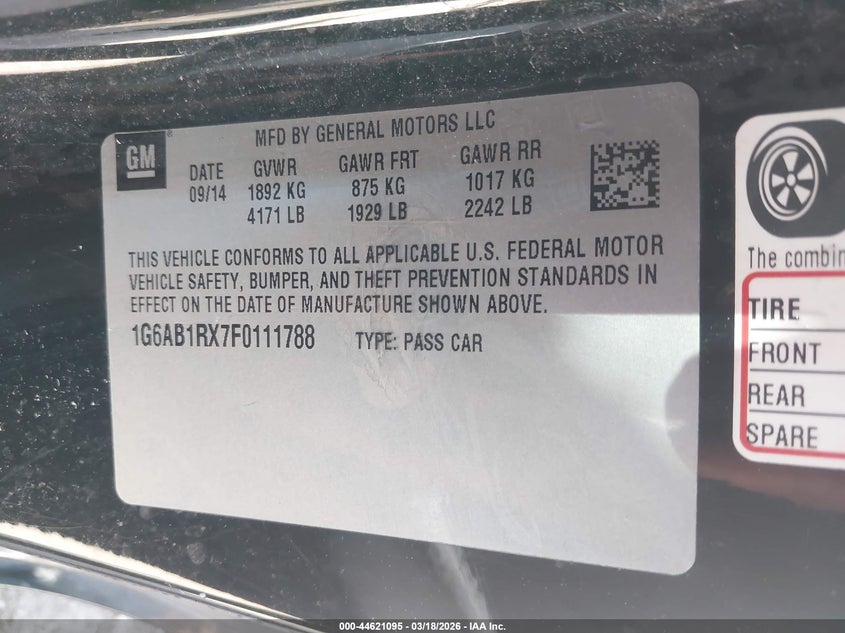 GM
MFD BY GENERAL MOTORS LLC
DATE GVWR GAWR FRT GAWR RR
09/14 1892 KG 875 KG 1017 KG
4171 LB 1929 LB 2242 LB
THIS VEHICLE CONFORMS TO ALL APPLICABLE U.S. FEDERAL MOTOR
VEHICLE SAFETY, BUMPER, AND THEFT PREVENTION STANDARDS IN
EFFECT ON THE DATE OF MANUFACTURE SHOWN ABOVE.
1G6AB1RX7F0111788 TYPE: PASS CAR
The combin
TIRE
FRONT
REAR
SPARE
000-44621095 | 03/18/2026 | IAA Inc.